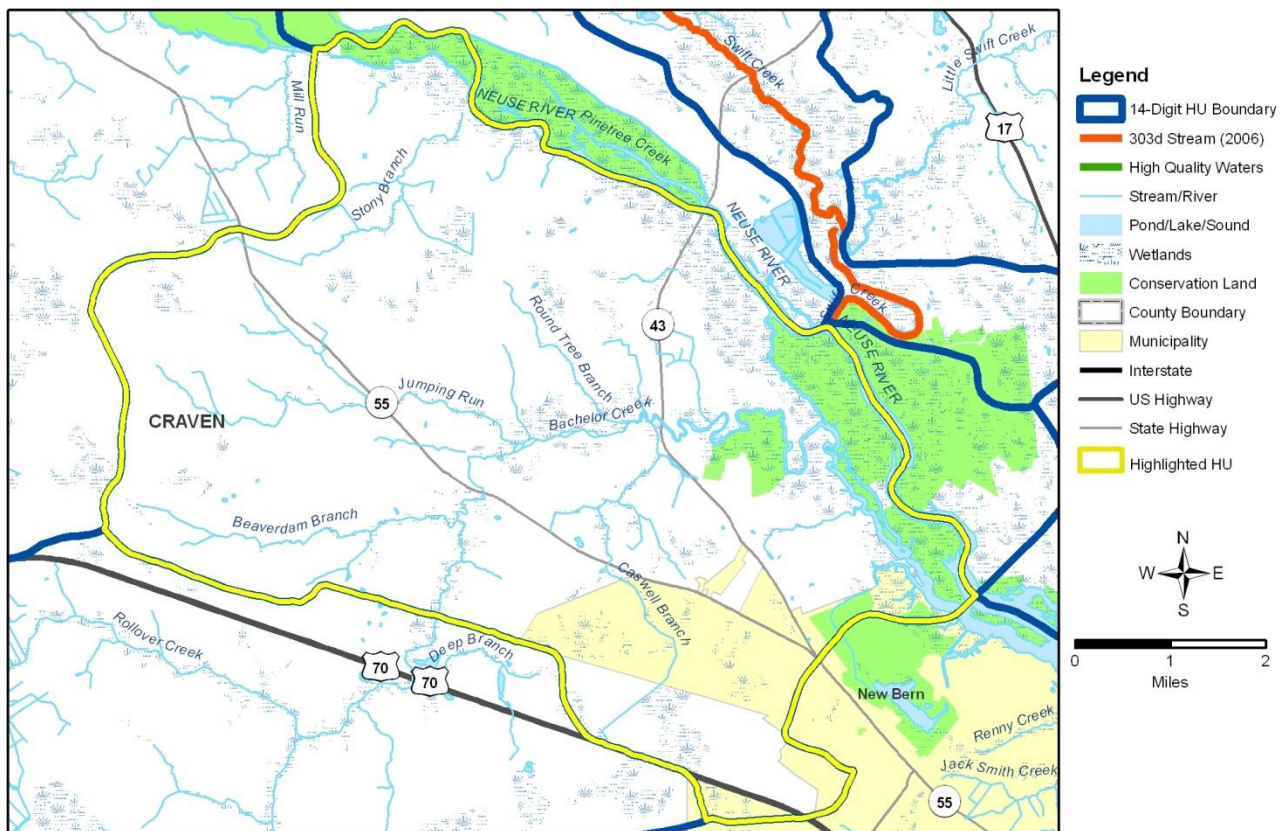 Swift Creek
Little Swift Creek
17
Mill Run
NEUSE RIVER
Pinetree Creek
Stony Branch
NEUSE RIVER
Creek
NEUSE RIVER
43
Round Tree Branch
Jumping Run
55
Bachelor Creek
CRAVEN
Beaverdam Branch
Caswell Branch
Rollover Creek
Deep Branch
70
70
New Bern
Renny Creek
Jack Smith Creek
55
Legend
14-Digit HU Boundary
303d Stream (2006)
High Quality Waters
Stream/River
Pond/Lake/Sound
Wetlands
Conservation Land
County Boundary
Municipality
Interstate
US Highway
State Highway
Highlighted HU
N
W E
S
0 1 2
Miles